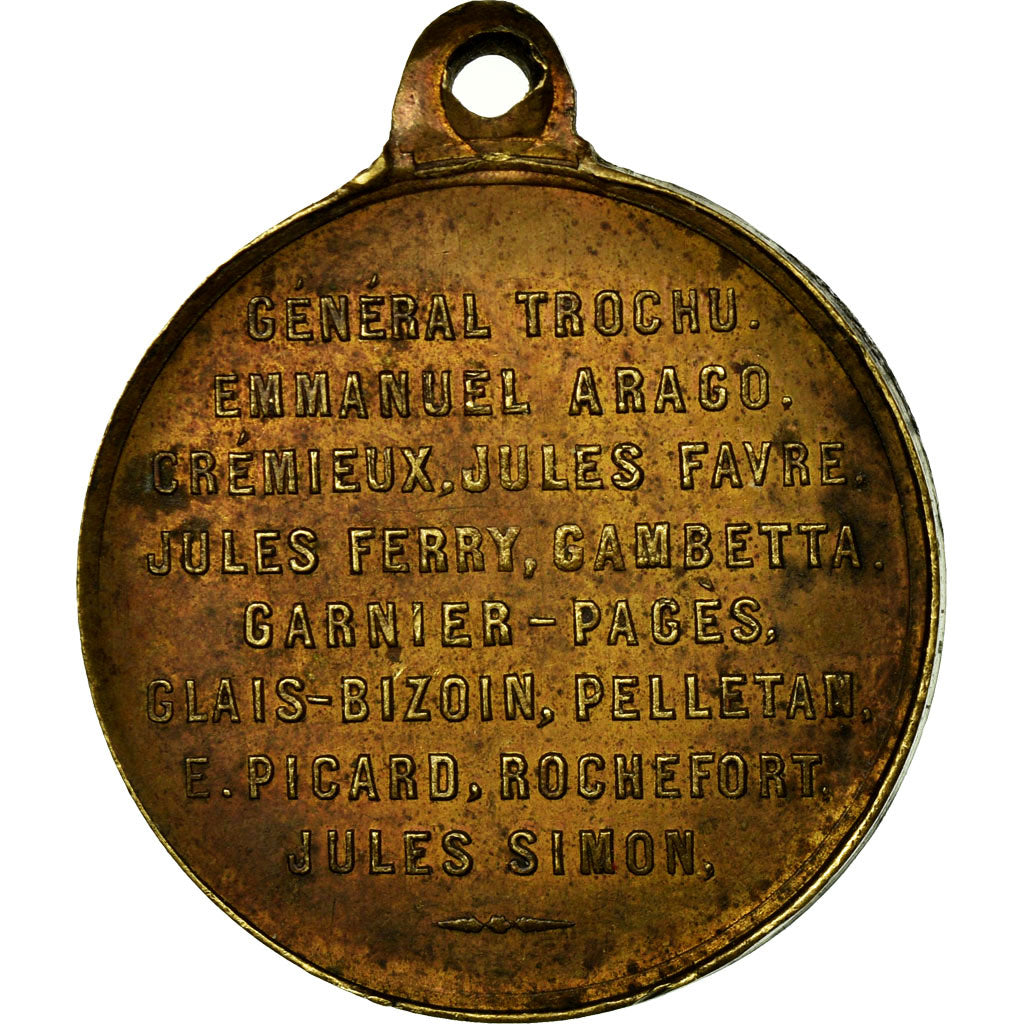 GÉNÉRAL TROCHU.
EMMANUEL ARAGO.
CRÉMIEUX, JULES FAVRE.
JULES FERRY, GAMBETTA.
GARNIER-PAGÈS,
GLAIS-BIZOIN, PELLETAN,
E. PICARD, ROCHEFORT.
JULES SIMON,